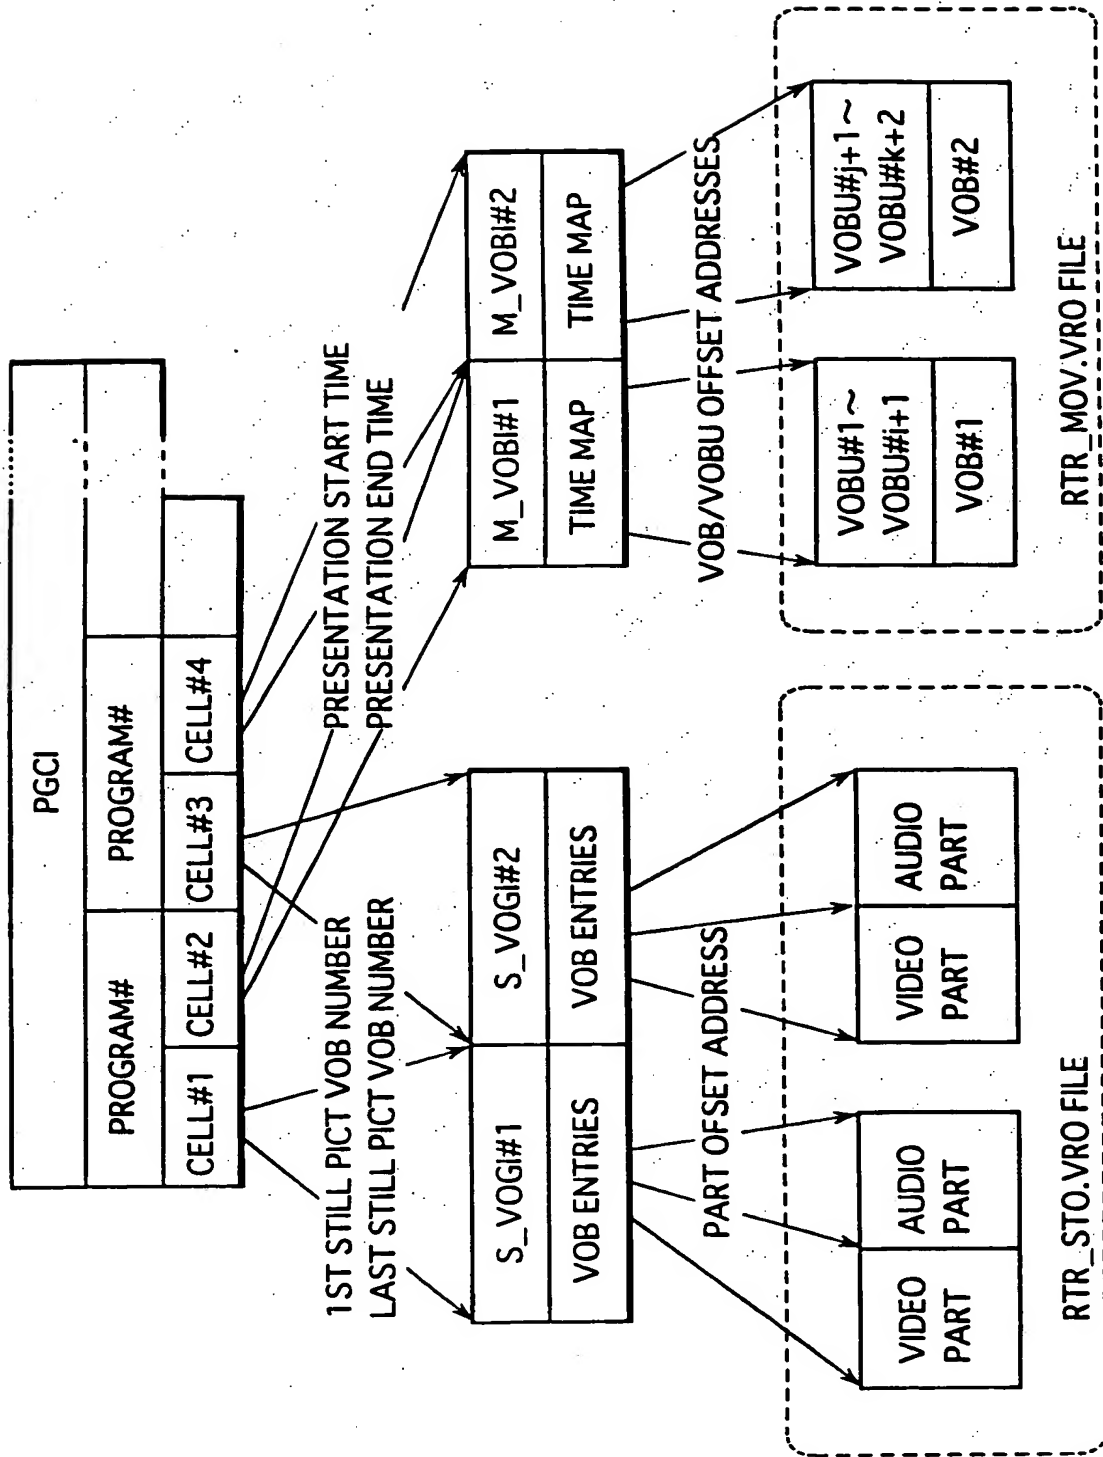 PGCI
PROGRAM#
PROGRAM#
CELL#1
CELL#2
CELL#3
CELL#4
1ST STILL PICT VOB NUMBER
LAST STILL PICT VOB NUMBER
PRESENTATION START TIME
PRESENTATION END TIME
S_VOGI#1
S_VOGI#2
VOB ENTRIES
VOB ENTRIES
M_VOBI#1
M_VOBI#2
TIME MAP
TIME MAP
PART OFFSET ADDRESS
VOB/VOBU OFFSET ADDRESSES
VIDEO
PART
AUDIO
PART
VIDEO
PART
AUDIO
PART
VOBU#1~
VOBU#i+1
VOB#1
VOBU#j+1~
VOBU#k+2
VOB#2
RTR_STO.VRO FILE
RTR_MOV.VRO FILE